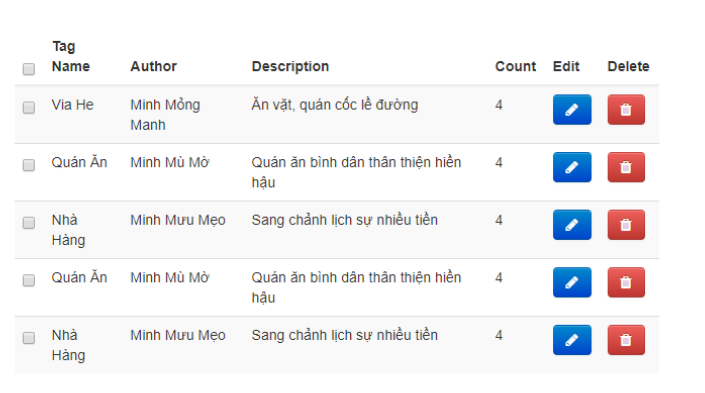 Tag Name Author Description Count Edit Delete
Via He Minh Mỏng Manh Ăn vặt, quán cốc lề đường 4
Quán Ăn Minh Mù Mờ Quán ăn bình dân thân thiện hiền hậu 4
Nhà Hàng Minh Mưu Mẹo Sang chảnh lịch sự nhiều tiền 4
Quán Ăn Minh Mù Mờ Quán ăn bình dân thân thiện hiền hậu 4
Nhà Hàng Minh Mưu Mẹo Sang chảnh lịch sự nhiều tiền 4